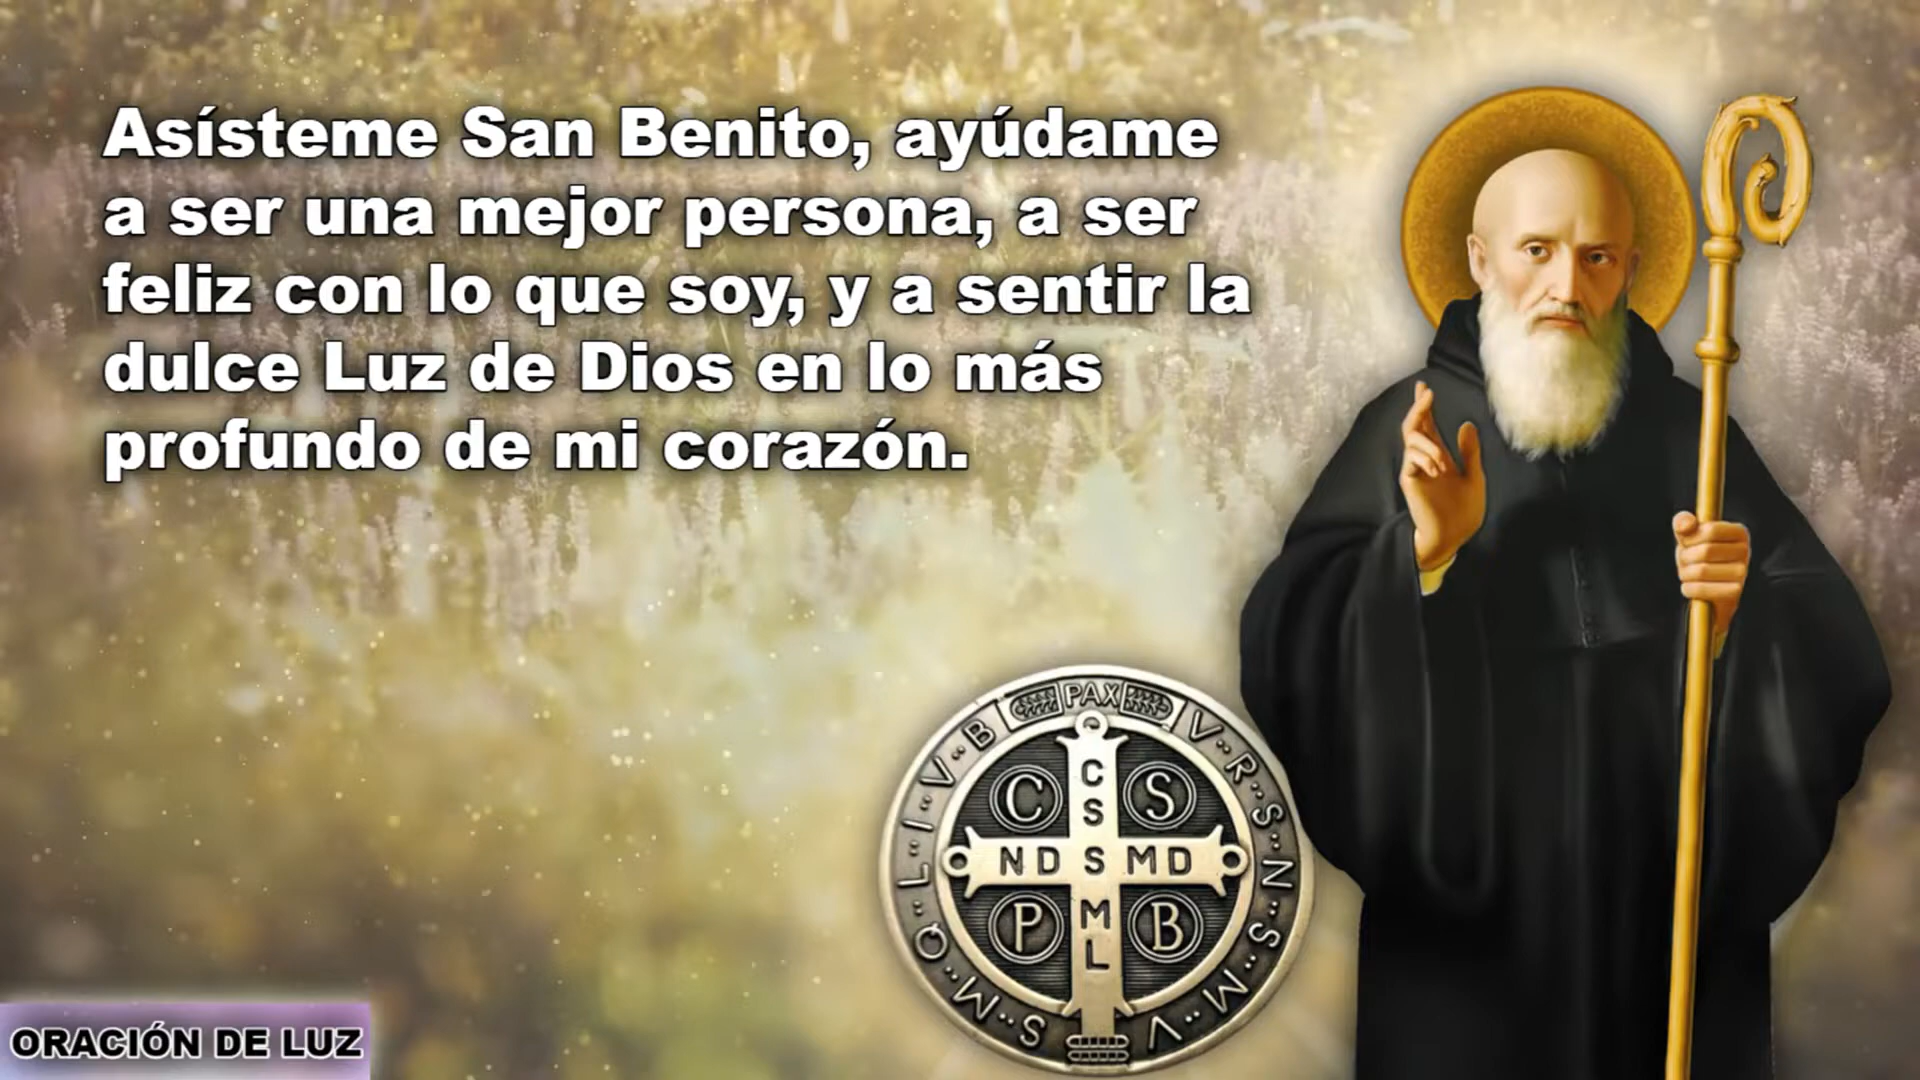 Asísteme San Benito, ayúdame
a ser una mejor persona, a ser
feliz con lo que soy, y a sentir la
dulce Luz de Dios en lo más
profundo de mi corazón.
PAX
V··R··S··N··S··M··V
S··M··Q··L··I··V··B
C S
C
S
N D S M D
M
L
P B
ORACIÓN DE LUZ